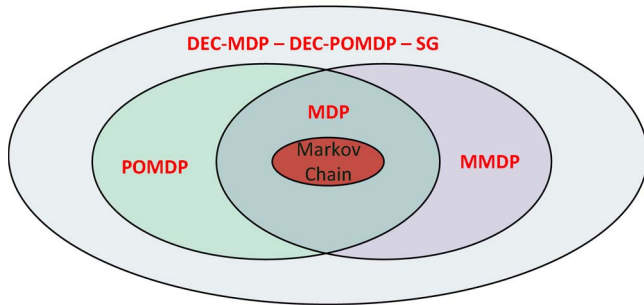 DEC-MDP – DEC-POMDP – SG
MDP
Markov
Chain
POMDP
MMDP